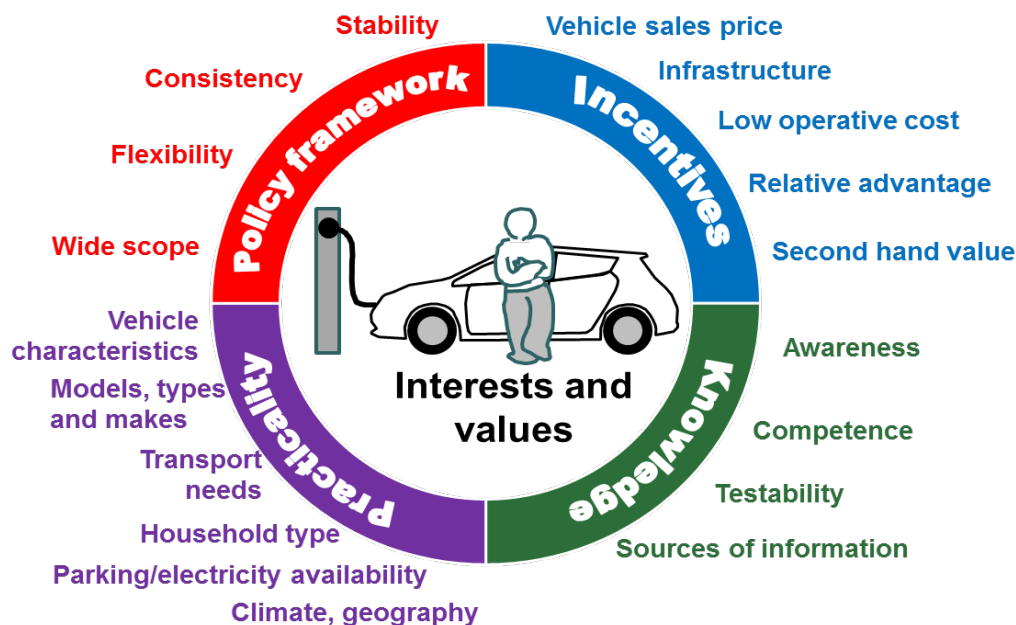 Stability
Consistency
Flexibility
Wide scope
Policy framework
Vehicle sales price
Infrastructure
Low operative cost
Relative advantage
Second hand value
Incentives
Awareness
Competence
Testability
Sources of information
Knowledge
Vehicle
characteristics
Models, types
and makes
Transport
needs
Household type
Parking/electricity availability
Climate, geography
Practicality
Interests and
values